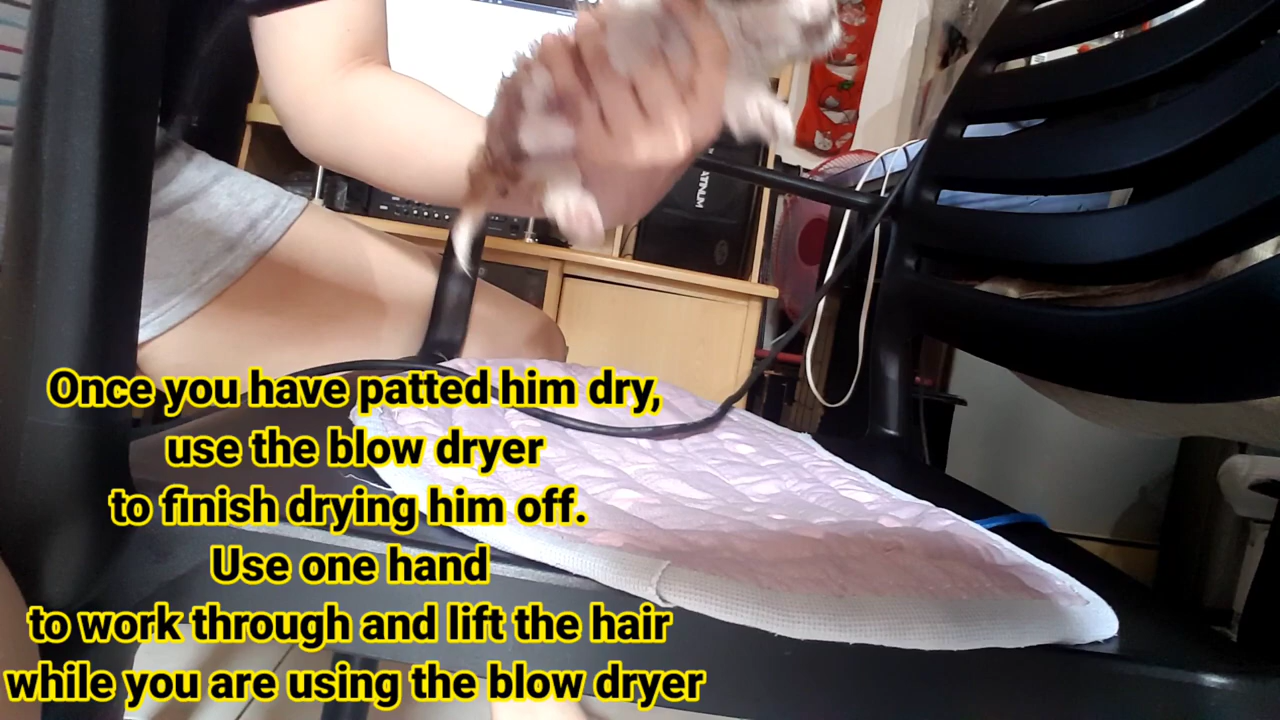 PLATINUM
Once you have patted him dry,
use the blow dryer
to finish drying him off.
Use one hand
to work through and lift the hair
while you are using the blow dryer